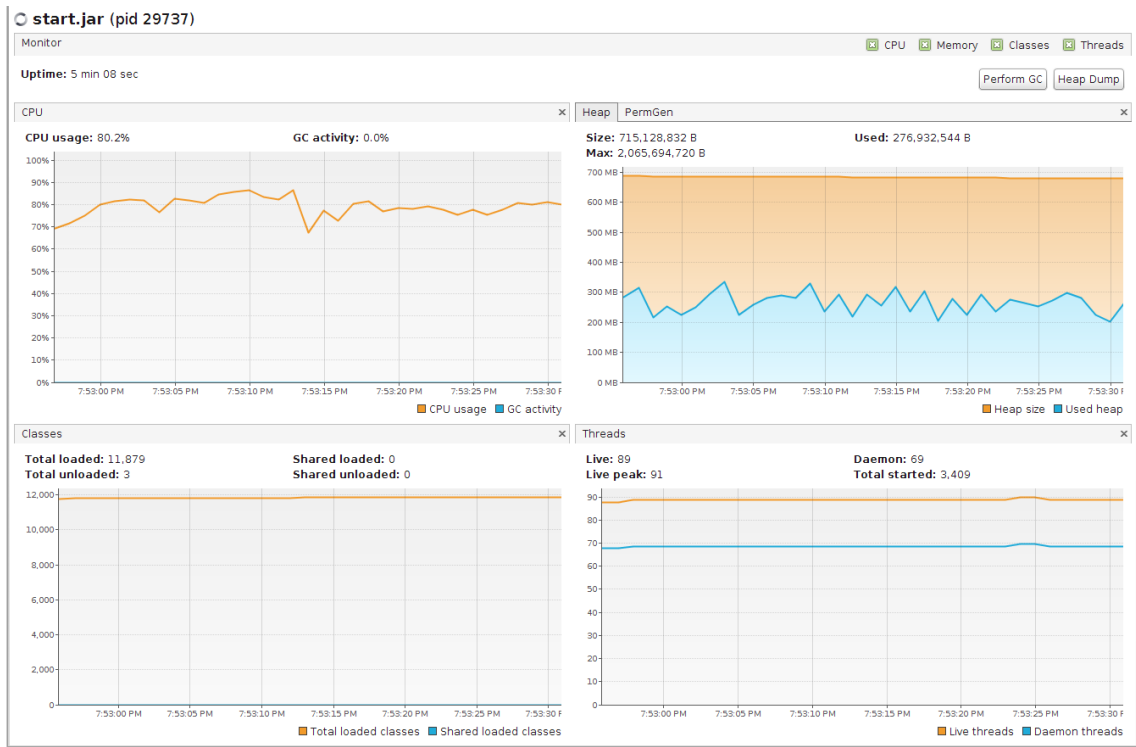 start.jar (pid 29737)
Monitor
CPU Memory Classes Threads
Uptime: 5 min 08 sec
Perform GC Heap Dump
CPU
CPU usage: 80.2% GC activity: 0.0%
100%
90%
80%
70%
60%
50%
40%
30%
20%
10%
0%
7:53:00 PM 7:53:05 PM 7:53:10 PM 7:53:15 PM 7:53:20 PM 7:53:25 PM 7:53:30 F
CPU usage GC activity
Heap PermGen
Size: 715,128,832 B Used: 276,932,544 B
Max: 2,065,694,720 B
700 MB
600 MB
500 MB
400 MB
300 MB
200 MB
100 MB
0 MB
7:53:00 PM 7:53:05 PM 7:53:10 PM 7:53:15 PM 7:53:20 PM 7:53:25 PM 7:53:30 F
Heap size Used heap
Classes
Total loaded: 11,879 Shared loaded: 0
Total unloaded: 3 Shared unloaded: 0
12,000
10,000
8,000
6,000
4,000
2,000
0
7:53:00 PM 7:53:05 PM 7:53:10 PM 7:53:15 PM 7:53:20 PM 7:53:25 PM 7:53:30 F
Total loaded classes Shared loaded classes
Threads
Live: 89 Daemon: 69
Live peak: 91 Total started: 3,409
90
80
70
60
50
40
30
20
10
0
7:53:00 PM 7:53:05 PM 7:53:10 PM 7:53:15 PM 7:53:20 PM 7:53:25 PM 7:53:30 F
Live threads Daemon threads